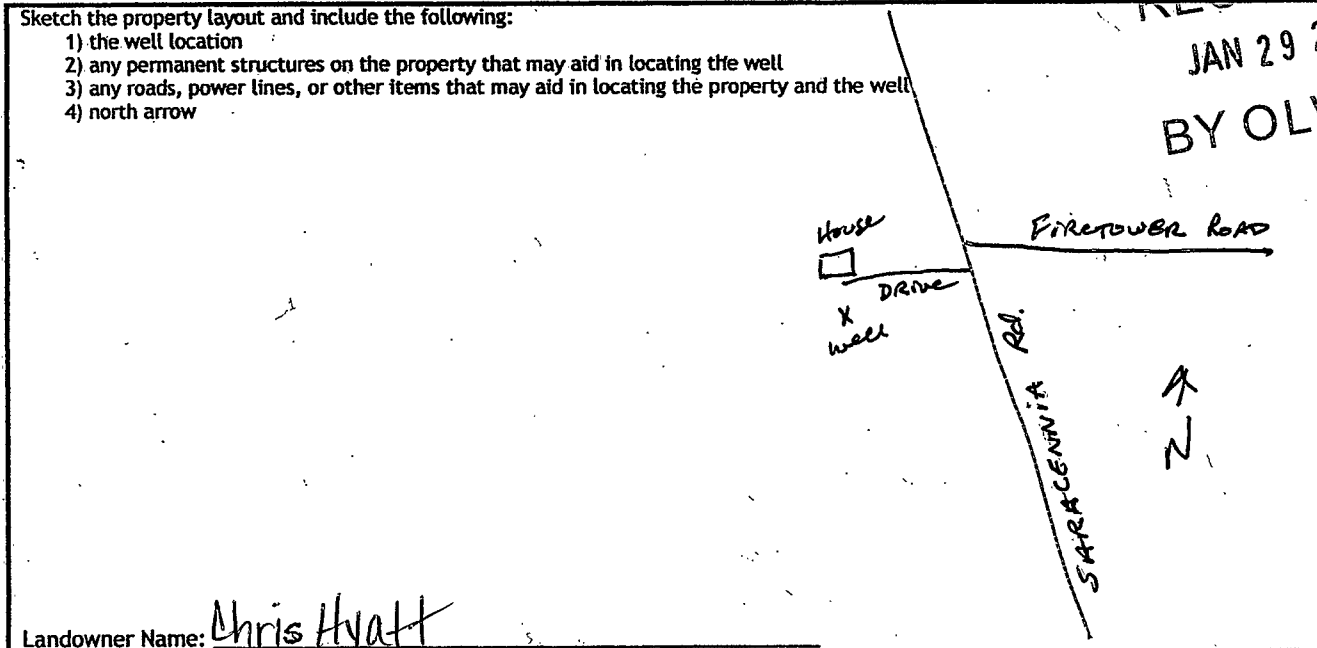 Sketch the property layout and include the following:
1) the well location
2) any permanent structures on the property that may aid in locating the well
3) any roads, power lines, or other items that may aid in locating the property and the well
4) north arrow
JAN 29
BY
House
FIRETOWER ROAD
DRIVE
X
well
SARACENNIA Rd.
N
Landowner Name: Chris Hyatt